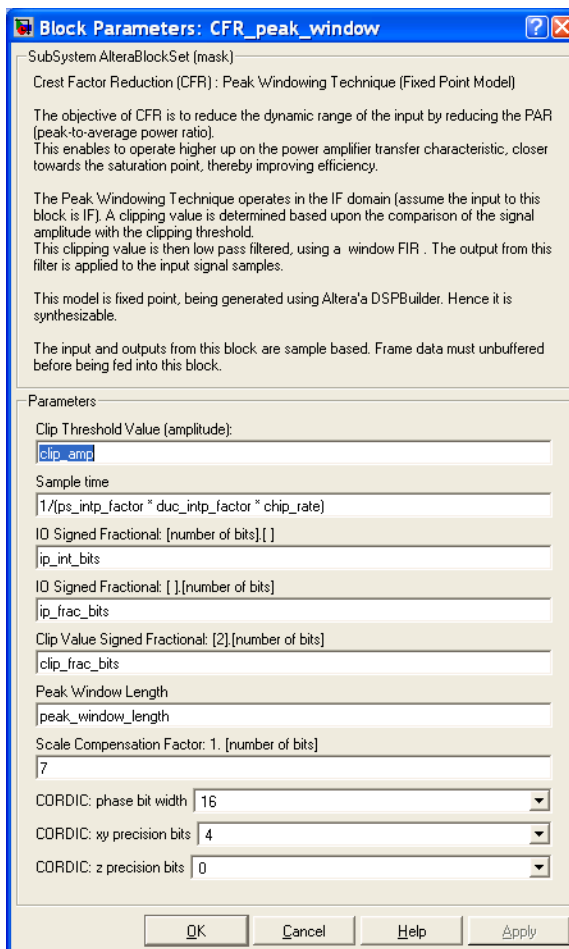 Block Parameters: CFR_peak_window
SubSystem AlteraBlockSet (mask)
Crest Factor Reduction (CFR) : Peak Windowing Technique (Fixed Point Model)
The objective of CFR is to reduce the dynamic range of the input by reducing the PAR
(peak-to-average power ratio).
This enables to operate higher up on the power amplifier transfer characteristic, closer
towards the saturation point, thereby improving efficiency.
The Peak Windowing Technique operates in the IF domain (assume the input to this
block is IF). A clipping value is determined based upon the comparison of the signal
amplitude with the clipping threshold.
This clipping value is then low pass filtered, using a  window FIR . The output from this
filter is applied to the input signal samples.
This model is fixed point, being generated using Altera'a DSPBuilder. Hence it is
synthesizable.
The input and outputs from this block are sample based. Frame data must unbuffered
before being fed into this block.
Parameters
Clip Threshold Value (amplitude):
clip_amp
Sample time
1/(ps_intp_factor * duc_intp_factor * chip_rate)
IO Signed Fractional: [number of bits].[ ]
ip_int_bits
IO Signed Fractional: [ ].[number of bits]
ip_frac_bits
Clip Value Signed Fractional: [2].[number of bits]
clip_frac_bits
Peak Window Length
peak_window_length
Scale Compensation Factor: 1. [number of bits]
7
CORDIC: phase bit width 16
CORDIC: xy precision bits 4
CORDIC: z precision bits 0
OK Cancel Help Apply